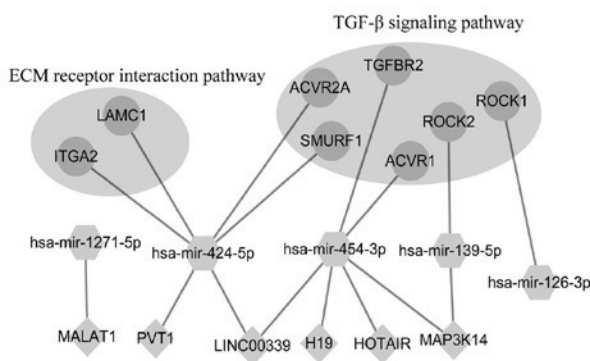 TGF-β signaling pathway
ECM receptor interaction pathway
TGFBR2
ACVR2A
ROCK1
LAMC1
ROCK2
SMURF1
ITGA2
ACVR1
hsa-mir-1271-5p
hsa-mir-424-5p
hsa-mir-454-3p
hsa-mir-139-5p
hsa-mir-126-3p
MALAT1
PVT1
LINC00339
H19
HOTAIR
MAP3K14